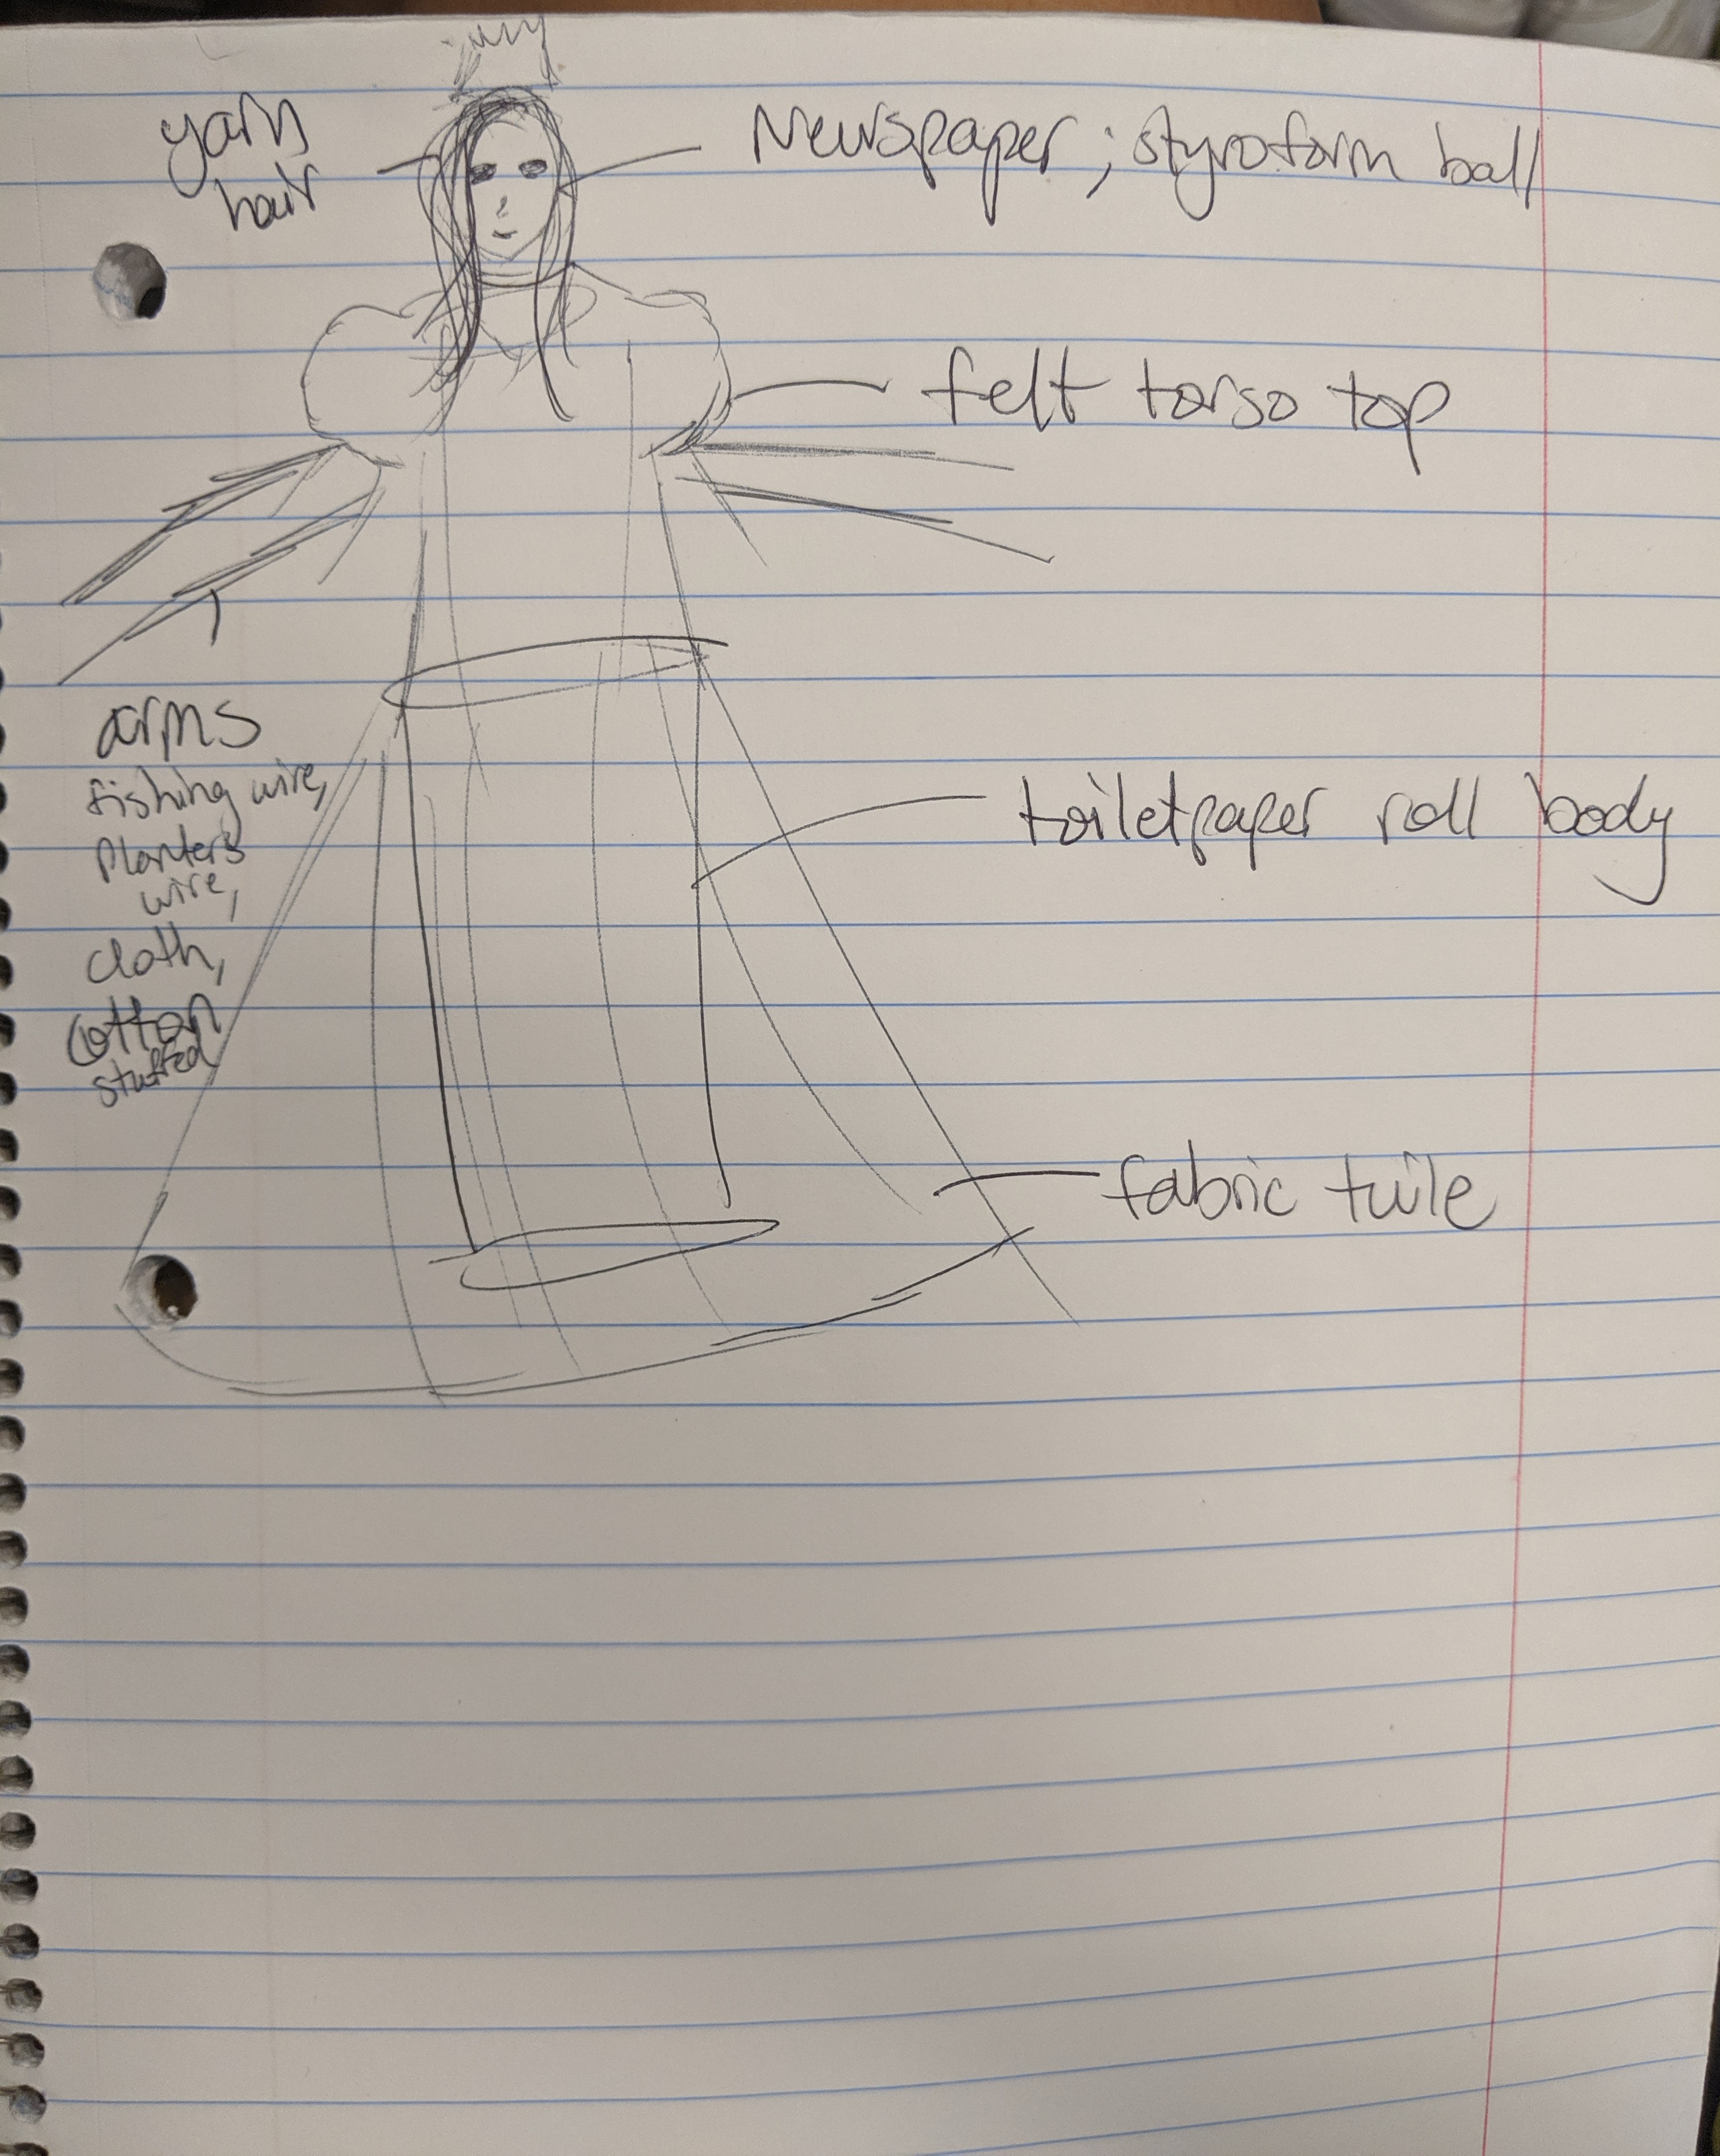 yarn
hair
Newspaper; styroform ball
felt torso top
arms
fishing wire,
planters
wire,
cloth,
cotton
stuffed
toiletpaper roll body
fabric tulle